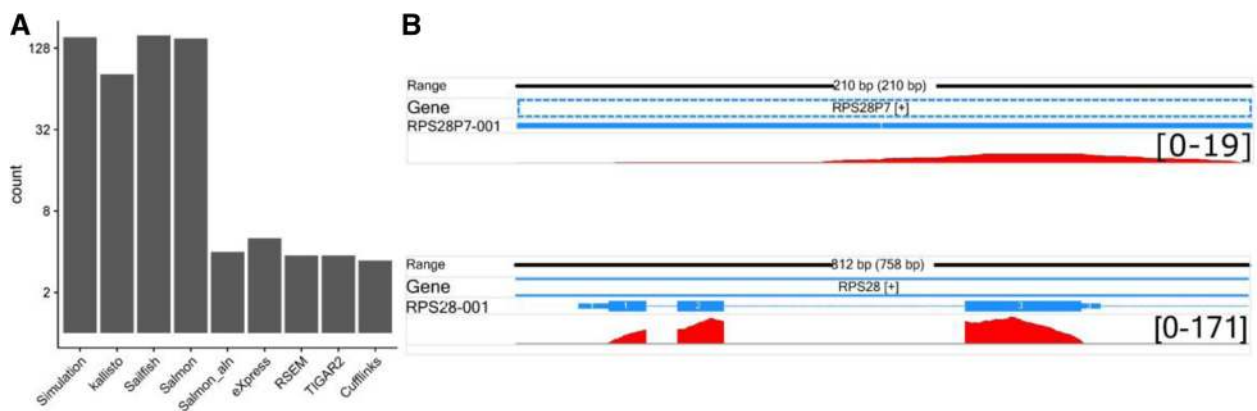 A
count
128
32
8
2
Simulation
kallisto
Sailfish
Salmon
Salmon_aln
eXpress
RSEM
TIGAR2
Cufflinks
B
Range 210 bp (210 bp)
Gene RPS28P7 [+]
RPS28P7-001
[0-19]
Range 812 bp (758 bp)
Gene RPS28 [+]
RPS28-001 1 2 3
[0-171]